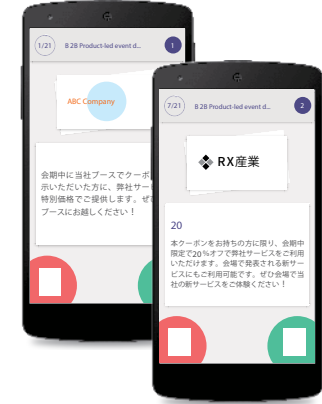 1/21
B 2B Product-led event d...
1
ABC Company
会期中に当社ブースでクーポ
示いただいた方に、弊社サー
特別価格でご提供します。ぜ
ブースにお越しください！
7/21
B 2B Product-led event d...
2
RX産業
20
本クーポンをお持ちの方に限り、会期中
限定で20%オフで弊社サービスをご利用
いただけます。会場で発表される新サー
ビスにもご利用可能です。ぜひ会場で当
社の新サービスをご体験ください！